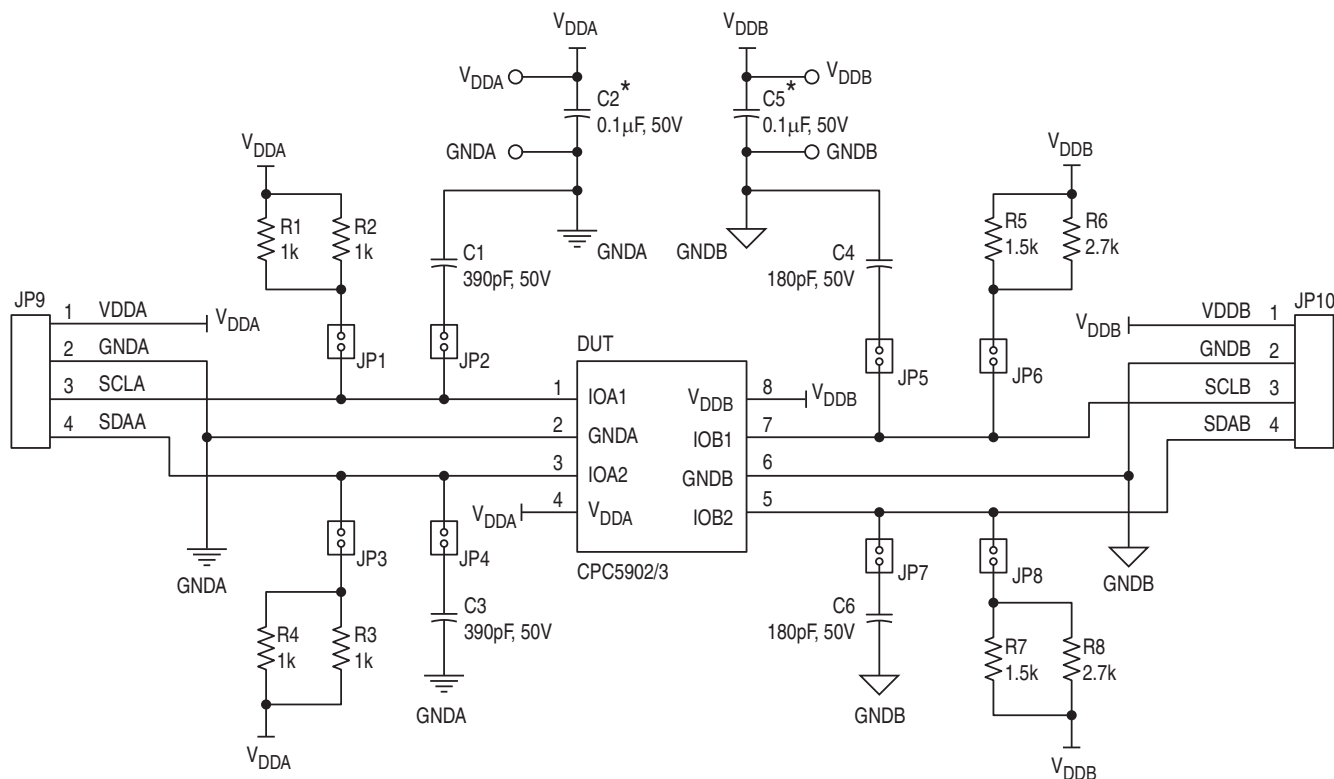 VDDA
VDDB
VDDA
C2*
0.1µF, 50V
GNDA
GNDA
C5*
0.1µF, 50V
VDDB
GNDB
GNDB
VDDA
R1
1k
R2
1k
C1
390pF, 50V
C4
180pF, 50V
VDDB
R5
1.5k
R6
2.7k
JP9
1 VDDA
2 GNDA
3 SCLA
4 SDAA
VDDA
GNDA
JP1
JP2
DUT
1 IOA1
2 GNDA
3 IOA2
4 VDDA
VDDA
VDDB 8
IOB1 7
GNDB 6
IOB2 5
VDDB
CPC5902/3
JP5
JP6
JP10
VDDB 1
GNDB 2
SCLB 3
SDAB 4
VDDB
GNDB
JP3
JP4
R4
1k
R3
1k
C3
390pF, 50V
VDDA
GNDA
JP7
JP8
C6
180pF, 50V
R7
1.5k
R8
2.7k
GNDB
VDDB